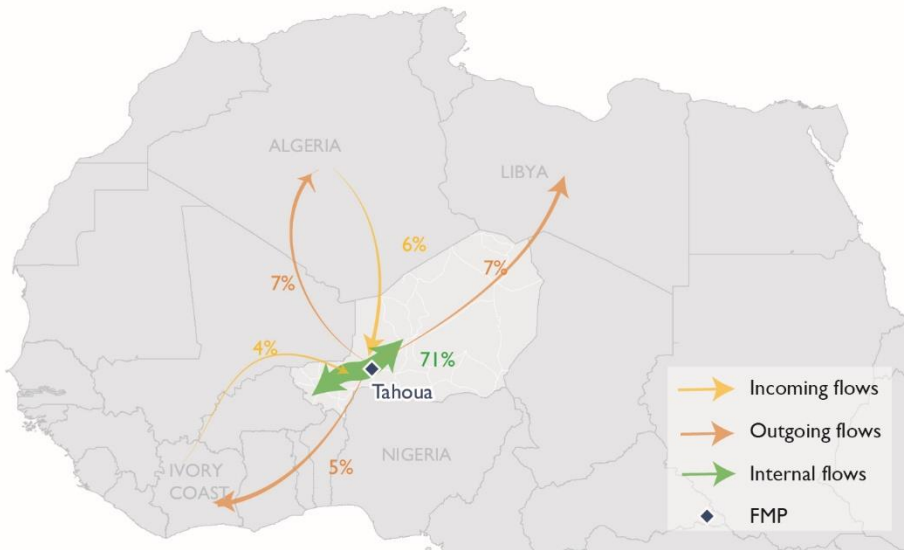 ALGERIA
LIBYA
6%
7%
7%
4%
71%
Tahoua
NIGERIA
IVORY
COAST
5%
Incoming flows
Outgoing flows
Internal flows
FMP